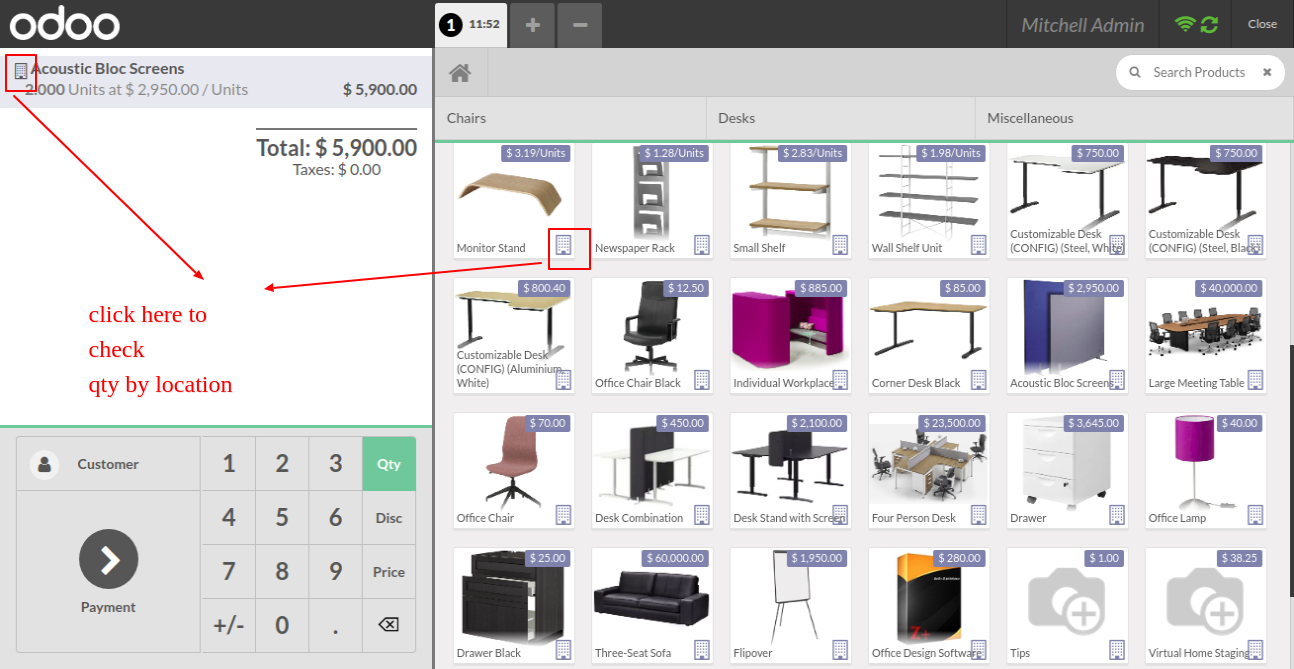 odoo
1 11:52 + −
Mitchell Admin
Close
Acoustic Bloc Screens
2.000 Units at $ 2,950.00 / Units $ 5,900.00
Total: $ 5,900.00
Taxes: $ 0.00
click here to
check
qty by location
Customer
Payment
1 2 3 Qty
4 5 6 Disc
7 8 9 Price
+/- 0 .
Search Products
Chairs Desks Miscellaneous
$ 3.19/Units
Monitor Stand
$ 1.28/Units
Newspaper Rack
$ 2.83/Units
Small Shelf
$ 1.98/Units
Wall Shelf Unit
$ 750.00
Customizable Desk
(CONFIG) (Steel, White)
$ 750.00
Customizable Desk
(CONFIG) (Steel, Black)
$ 800.40
Customizable Desk
(CONFIG) (Aluminium,
White)
$ 12.50
Office Chair Black
$ 885.00
Individual Workplace
$ 85.00
Corner Desk Black
$ 2,950.00
Acoustic Bloc Screens
$ 40,000.00
Large Meeting Table
$ 70.00
Office Chair
$ 450.00
Desk Combination
$ 2,100.00
Desk Stand with Screen
$ 23,500.00
Four Person Desk
$ 3,645.00
Drawer
$ 40.00
Office Lamp
$ 25.00
Drawer Black
$ 60,000.00
Three-Seat Sofa
$ 1,950.00
Flipover
$ 280.00
Office Design Software
$ 1.00
Tips
$ 38.25
Virtual Home Staging